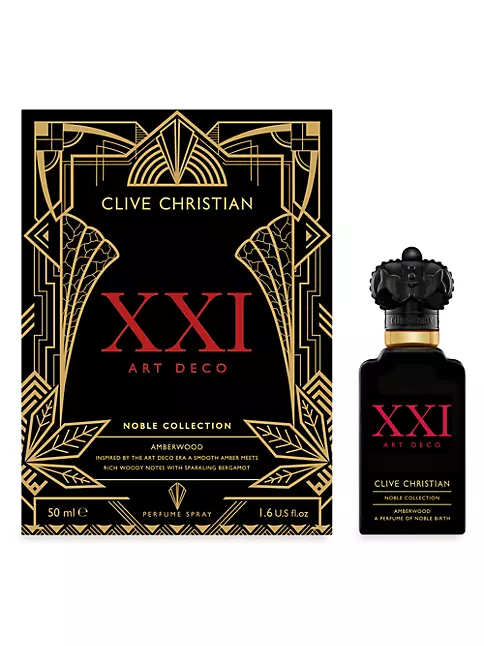 CLIVE CHRISTIAN
XXI
ART DECO
NOBLE COLLECTION
AMBERWOOD
INSPIRED BY THE ART DECO ERA A SMOOTH AMBER MEETS
RICH WOODY NOTES WITH SPARKLING BERGAMOT
50 ml ℮
PERFUME SPRAY
1.6 U.S fl.oz
CLIVE CHRISTIAN
XXI
ART DECO
CLIVE CHRISTIAN
NOBLE COLLECTION
AMBERWOOD
A PERFUME OF NOBLE BIRTH